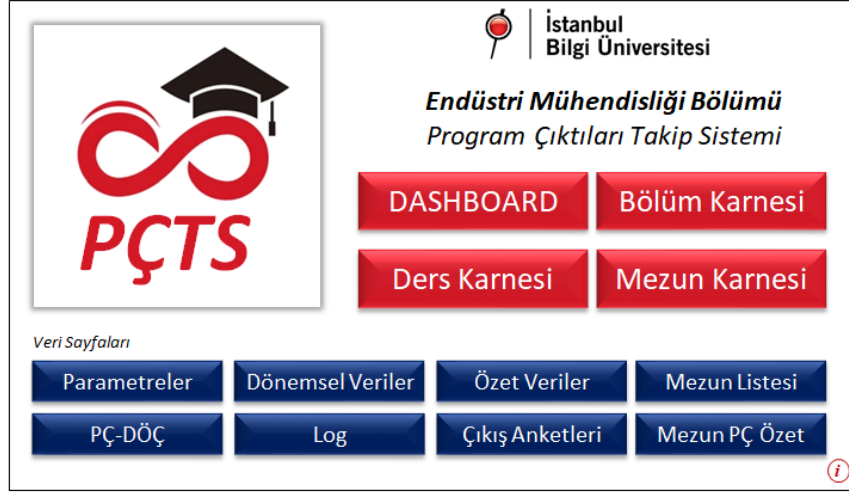 İstanbul
Bilgi Üniversitesi
Endüstri Mühendisliği Bölümü
Program Çıktıları Takip Sistemi
PÇTS
DASHBOARD
Bölüm Karnesi
Ders Karnesi
Mezun Karnesi
Veri Sayfaları
Parametreler
Dönemsel Veriler
Özet Veriler
Mezun Listesi
PÇ-DÖÇ
Log
Çıkış Anketleri
Mezun PÇ Özet
i